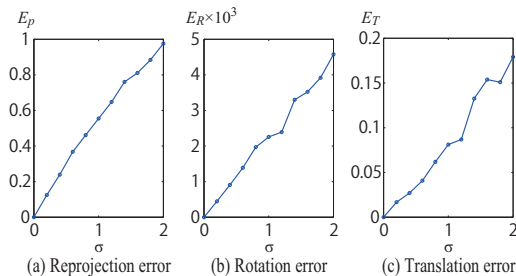 E_p
1
0.8
0.6
0.4
0.2
0
0
1
2
σ
(a) Reprojection error
E_R×10³
5
4
3
2
1
0
0
1
2
σ
(b) Rotation error
E_T
0.2
0.15
0.1
0.05
0
0
1
2
σ
(c) Translation error